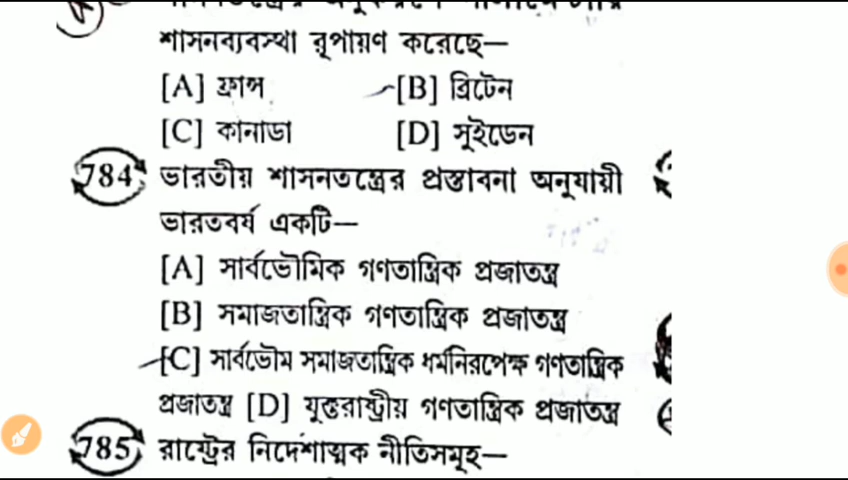 শাসনব্যবস্থা রূপায়ণ করেছে—
[A] ফ্রান্স [B] ব্রিটেন
[C] কানাডা [D] সুইডেন
784. ভারতীয় শাসনতন্ত্রের প্রস্তাবনা অনুযায়ী
ভারতবর্ষ একটি—
[A] সার্বভৌমিক গণতান্ত্রিক প্রজাতন্ত্র
[B] সমাজতান্ত্রিক গণতান্ত্রিক প্রজাতন্ত্র
[C] সার্বভৌম সমাজতান্ত্রিক ধর্মনিরপেক্ষ গণতান্ত্রিক
প্রজাতন্ত্র [D] যুক্তরাষ্ট্রীয় গণতান্ত্রিক প্রজাতন্ত্র
785. রাষ্ট্রের নির্দেশাত্মক নীতিসমূহ—